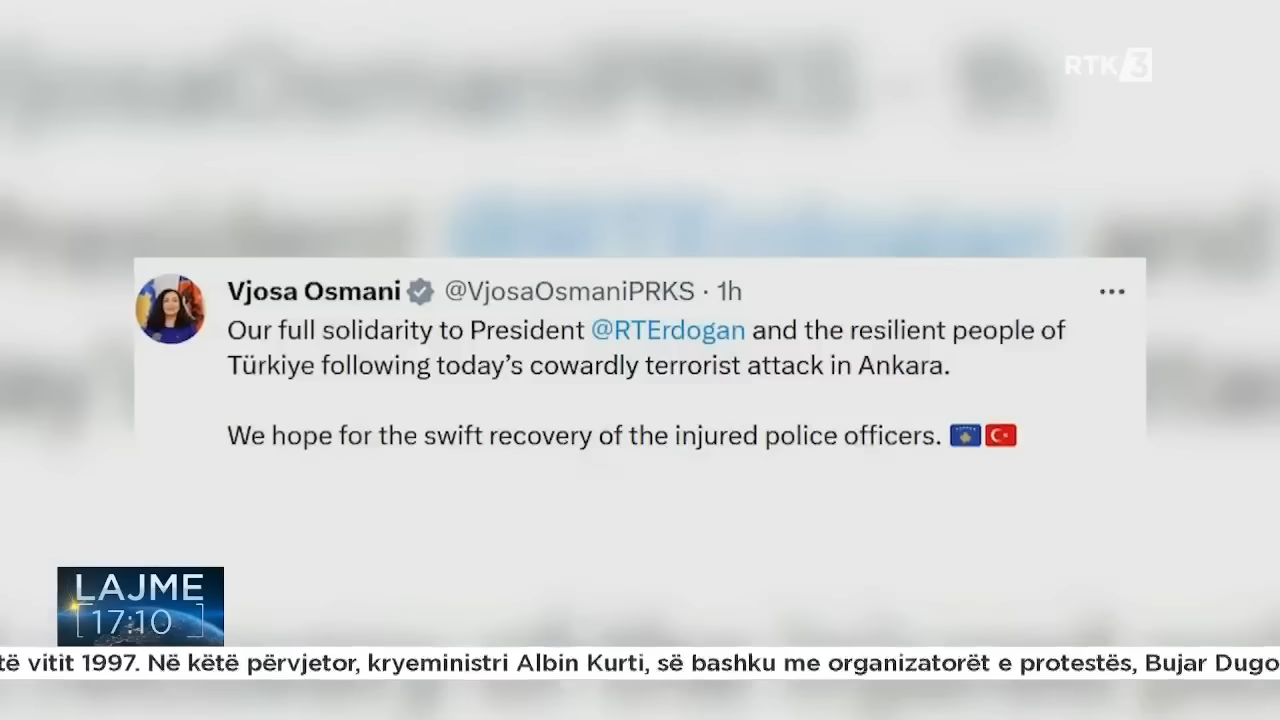 RTK 3
Vjosa Osmani @VjosaOsmaniPRKS · 1h
Our full solidarity to President @RTErdogan and the resilient people of
Türkiye following today’s cowardly terrorist attack in Ankara.
We hope for the swift recovery of the injured police officers.
LAJME
[17:10]
të vitit 1997. Në këtë përvjetor, kryeministri Albin Kurti, së bashku me organizatorët e protestës, Bujar Dugo